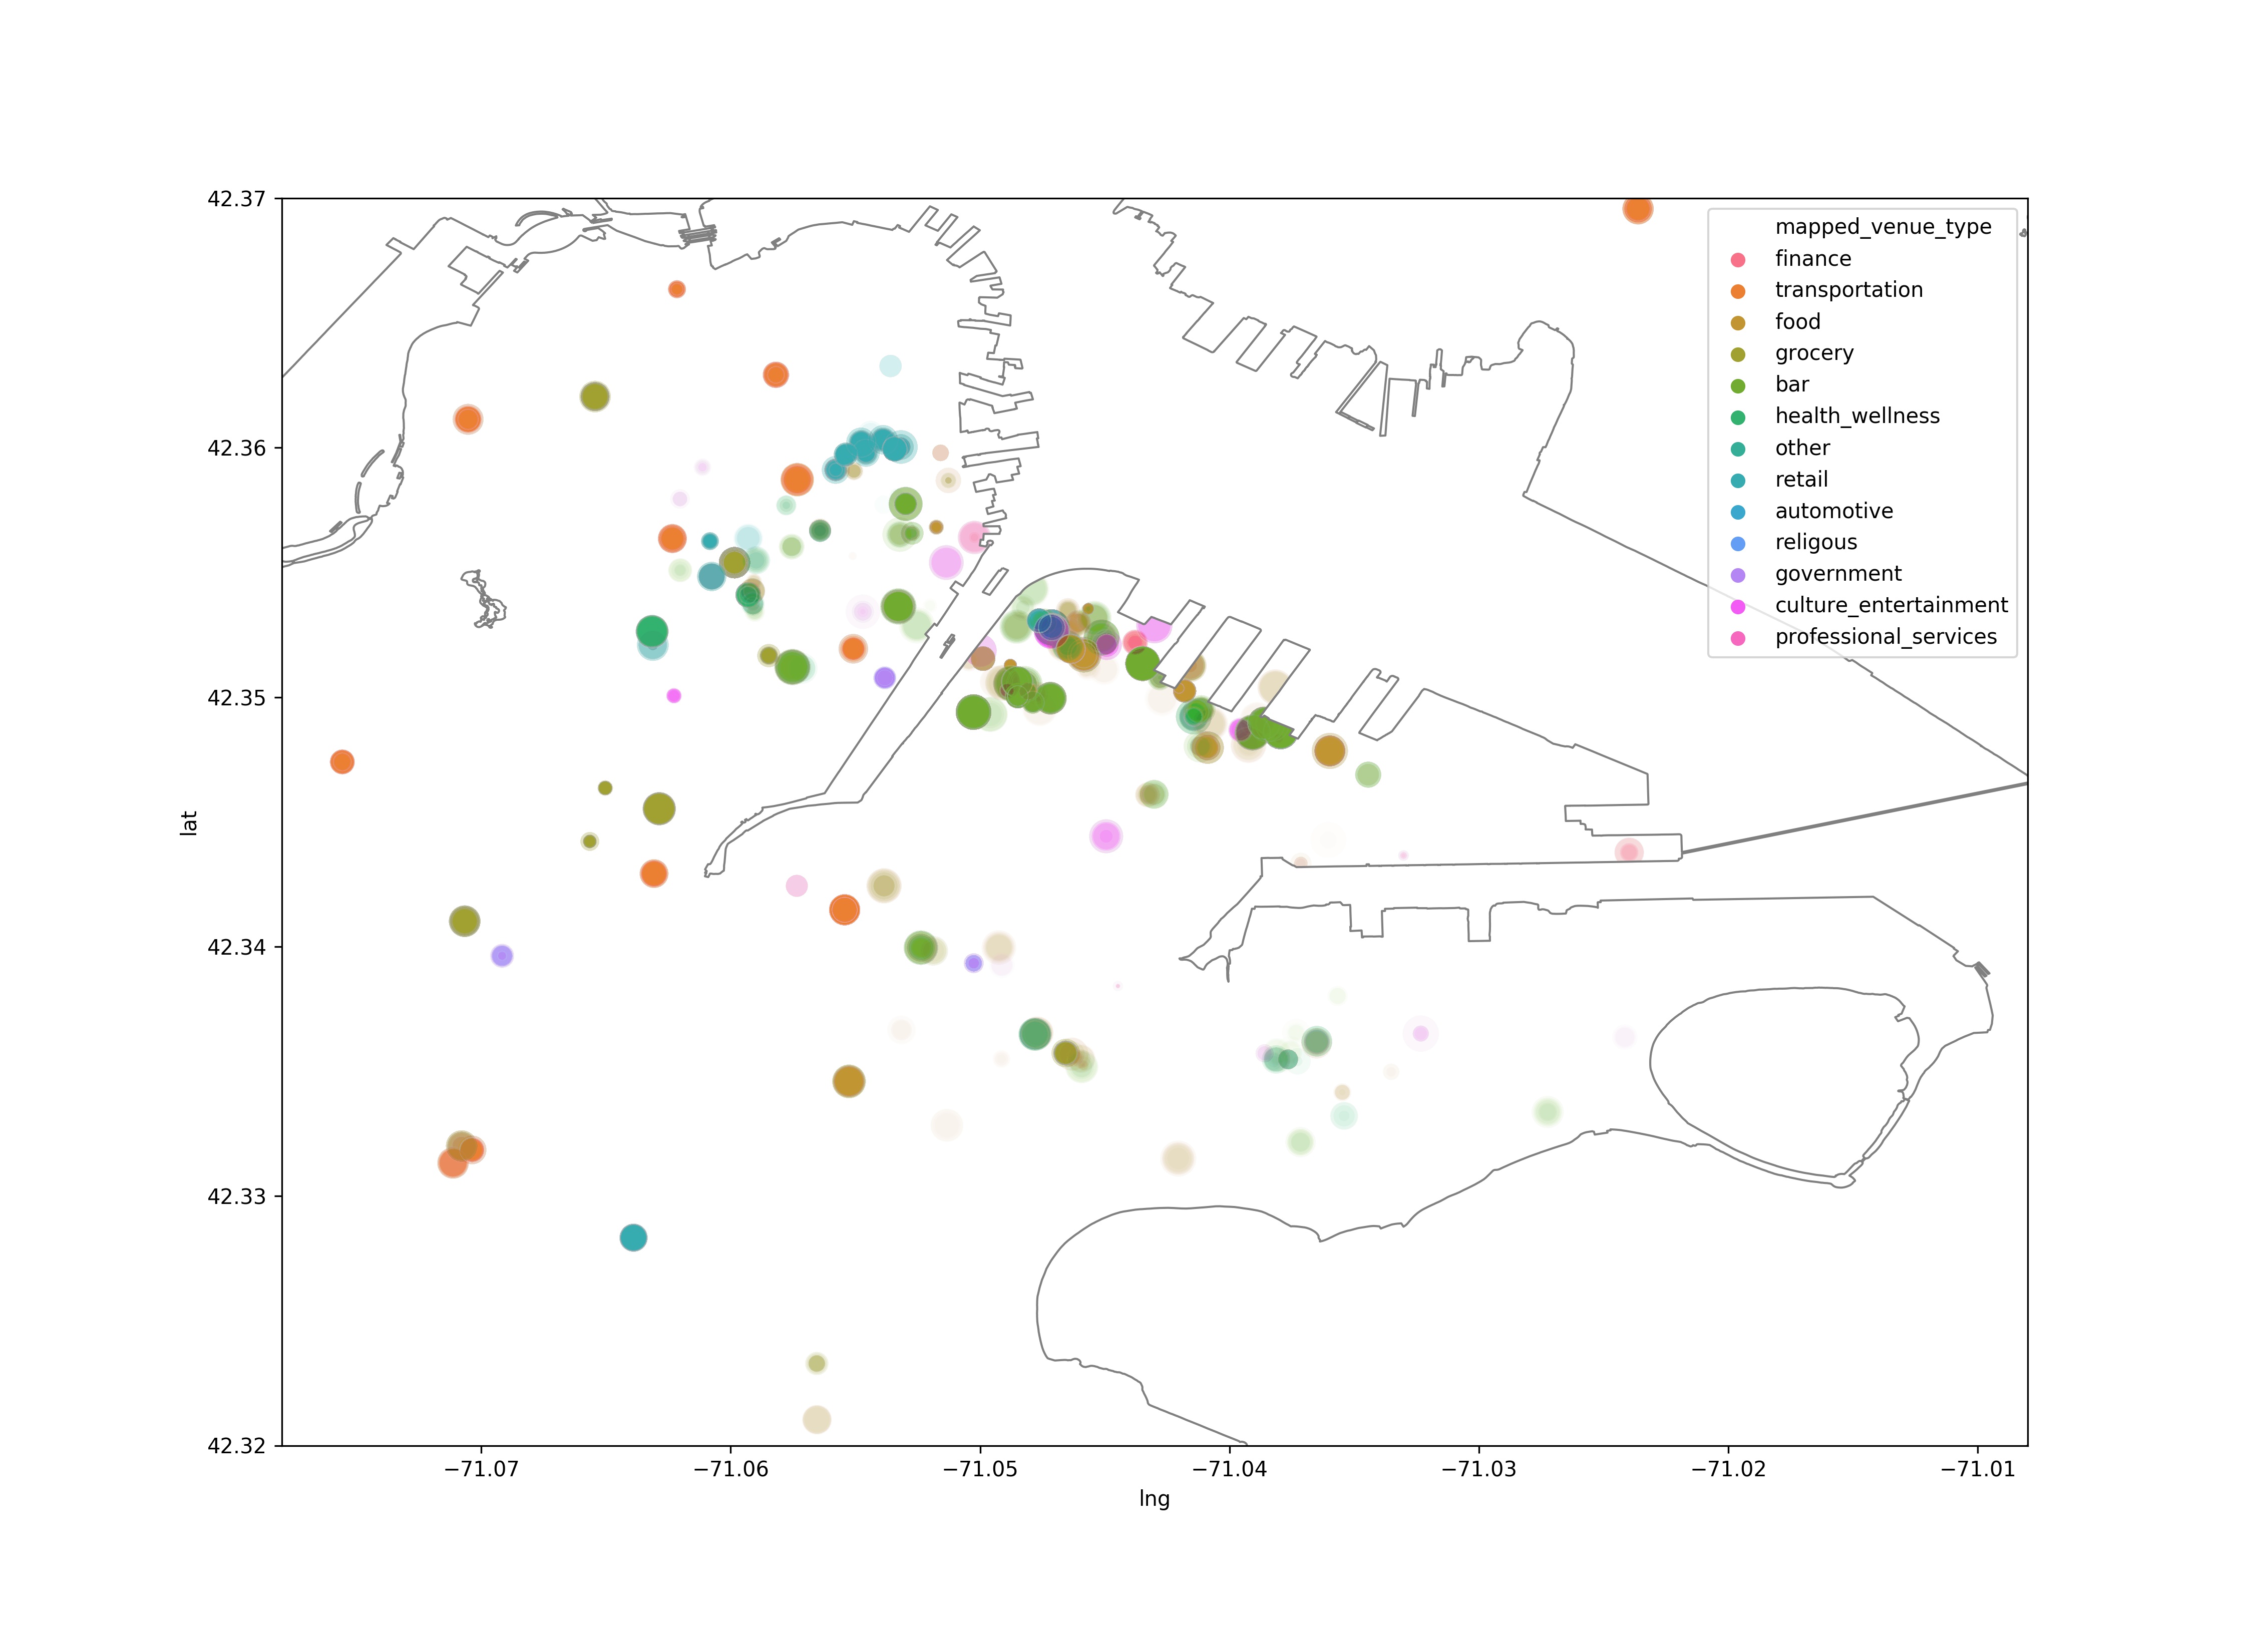 42.37
42.36
42.35
42.34
42.33
42.32
lat
−71.07
−71.06
−71.05
−71.04
−71.03
−71.02
−71.01
lng
mapped_venue_type
finance
transportation
food
grocery
bar
health_wellness
other
retail
automotive
religous
government
culture_entertainment
professional_services